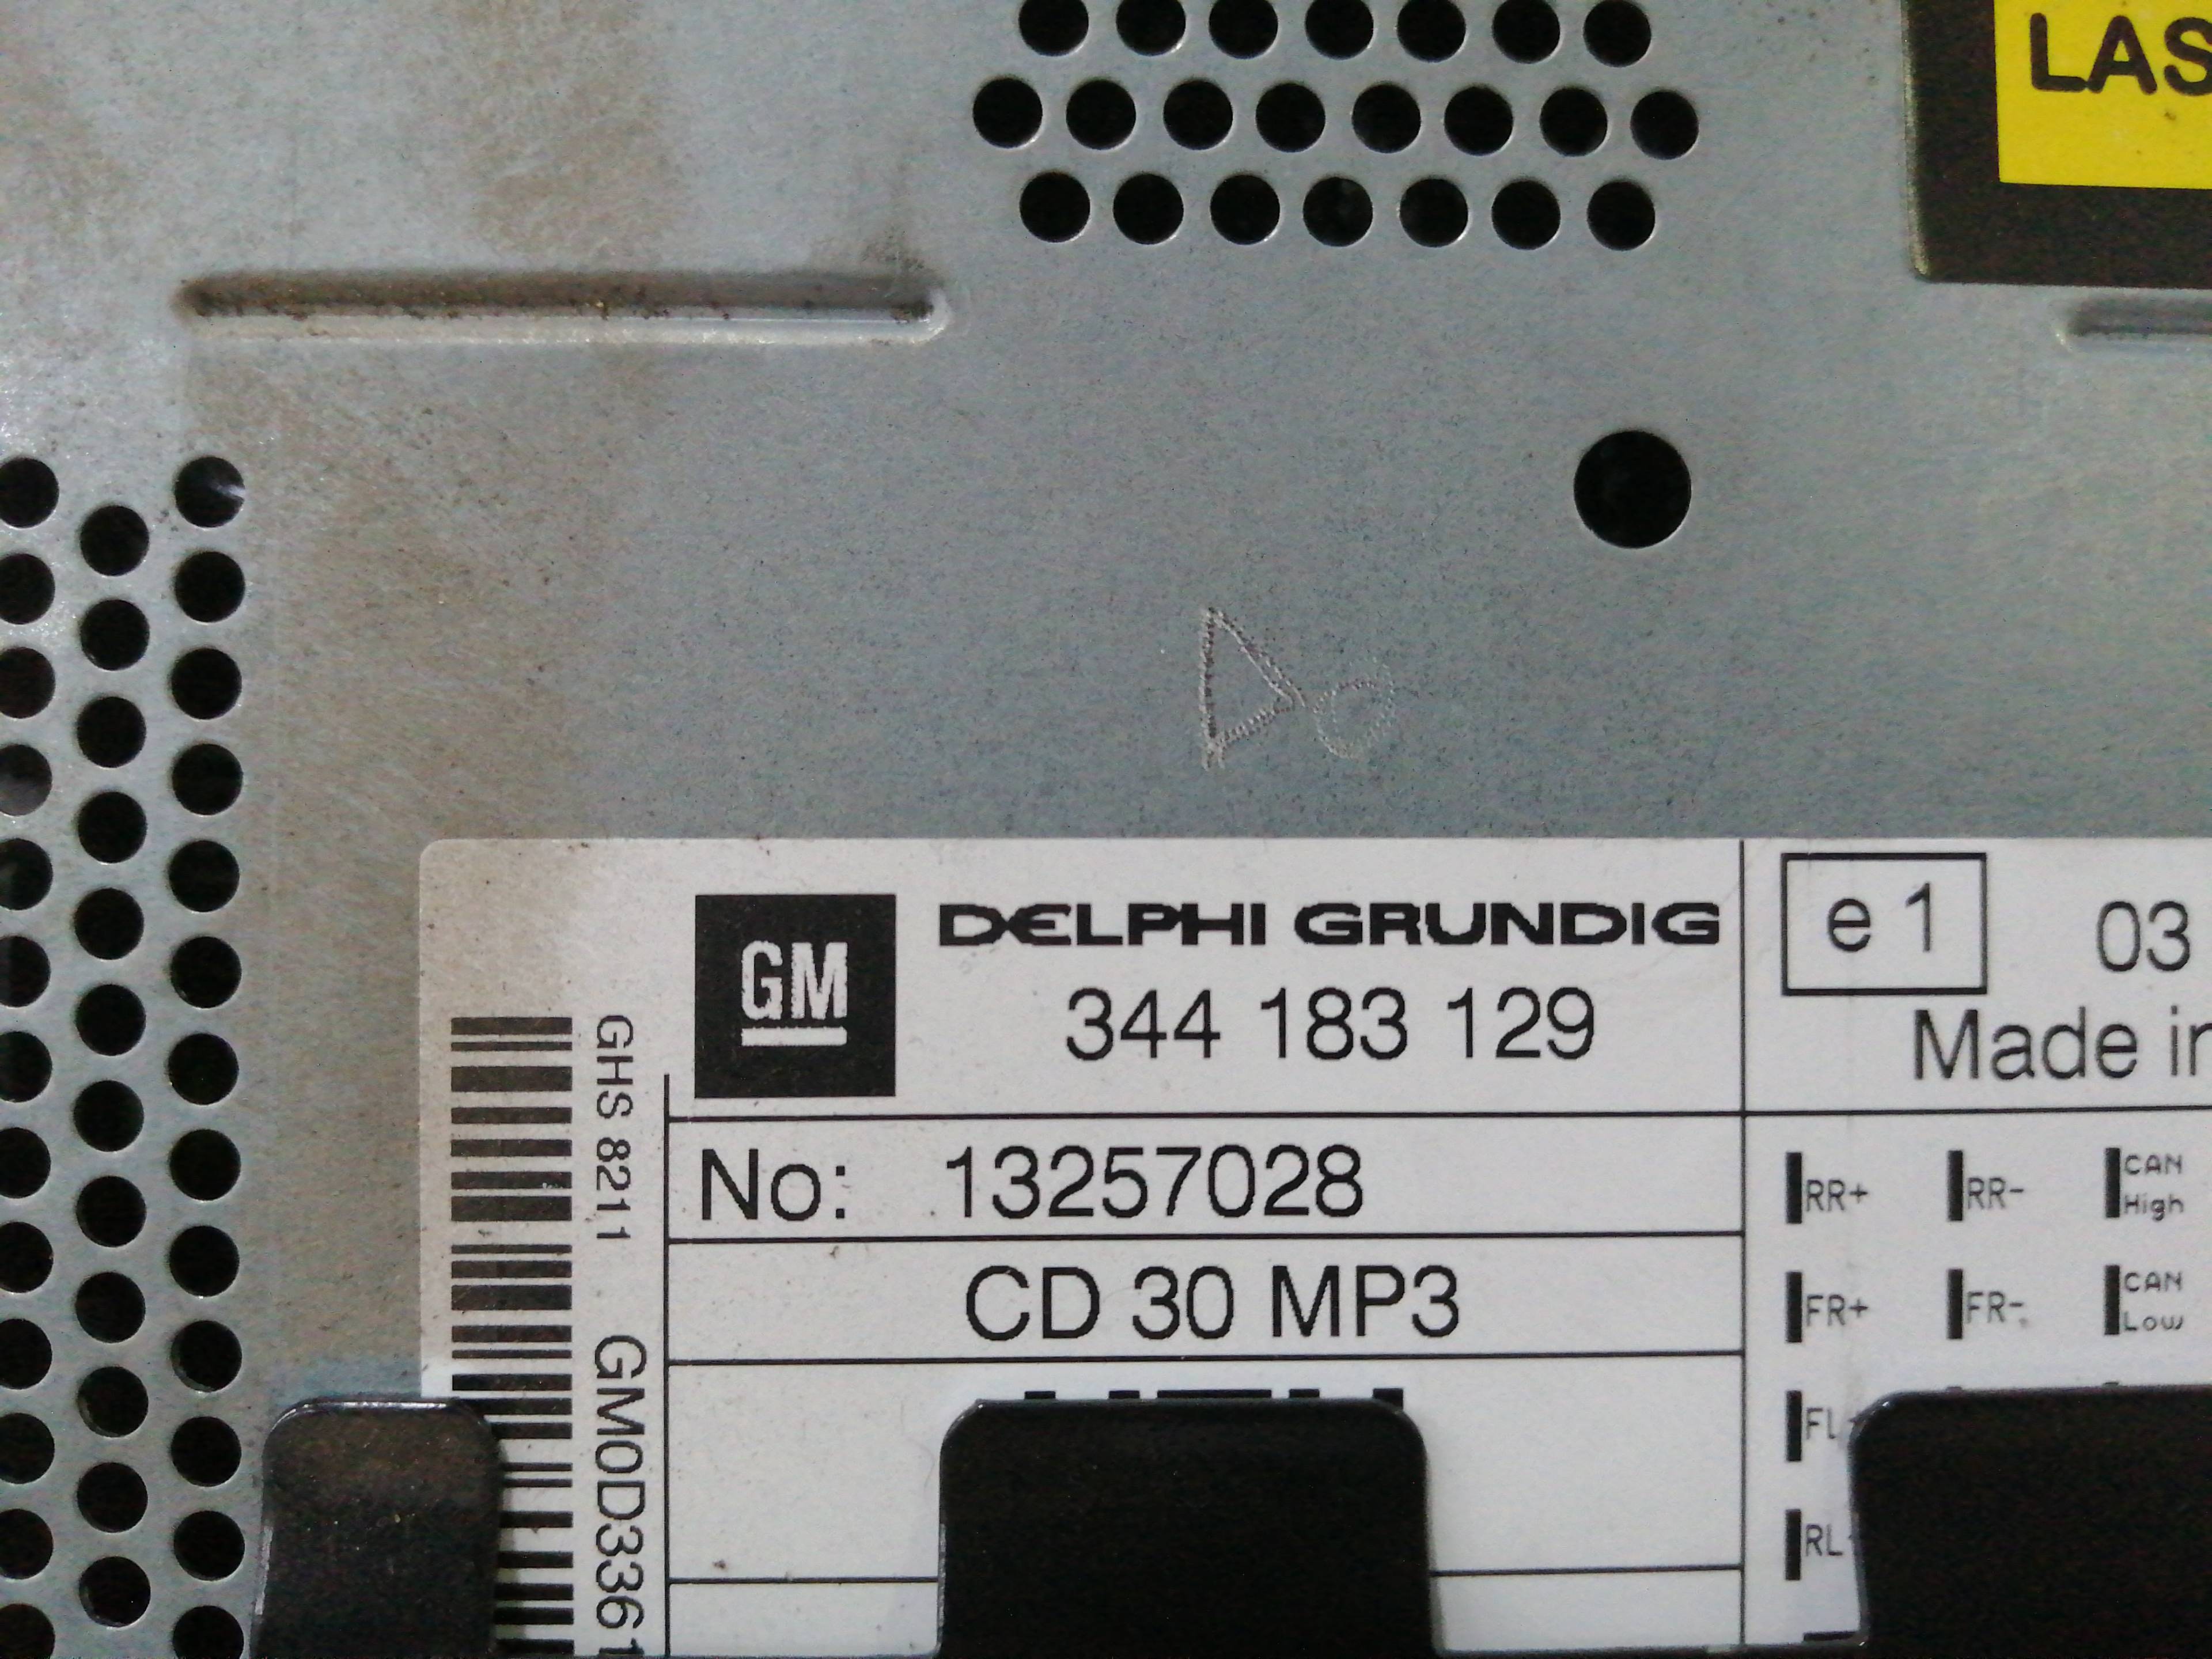 LAS
GM
DELPHI GRUNDIG
344 183 129
e 1
03
Made in
GHS 8211
GM0D3361
No: 13257028
CD 30 MP3
RR+ RR- CAN High
FR+ FR- CAN Low
FL
RL